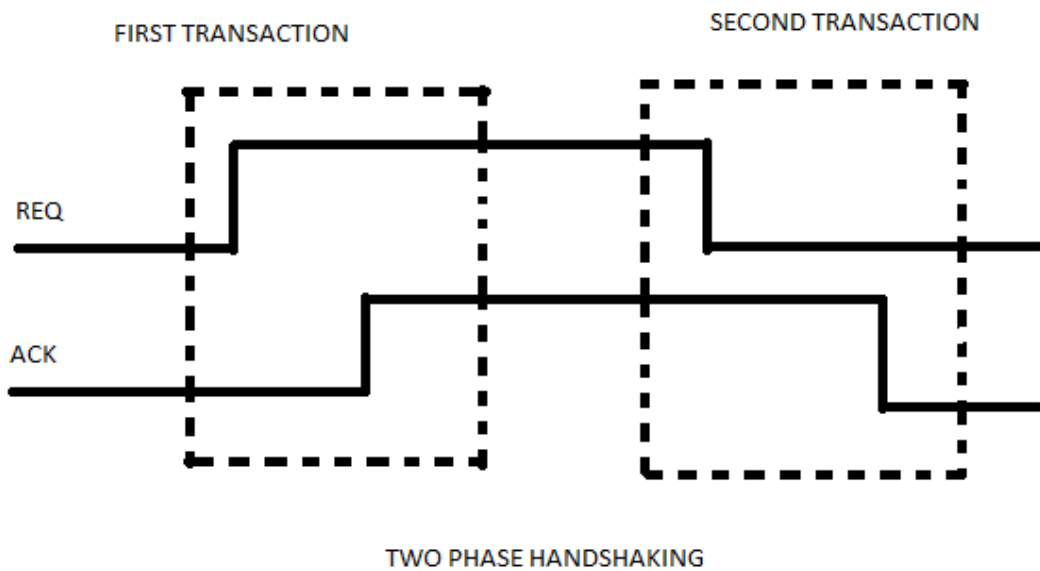 FIRST TRANSACTION
SECOND TRANSACTION
REQ
ACK
TWO PHASE HANDSHAKING